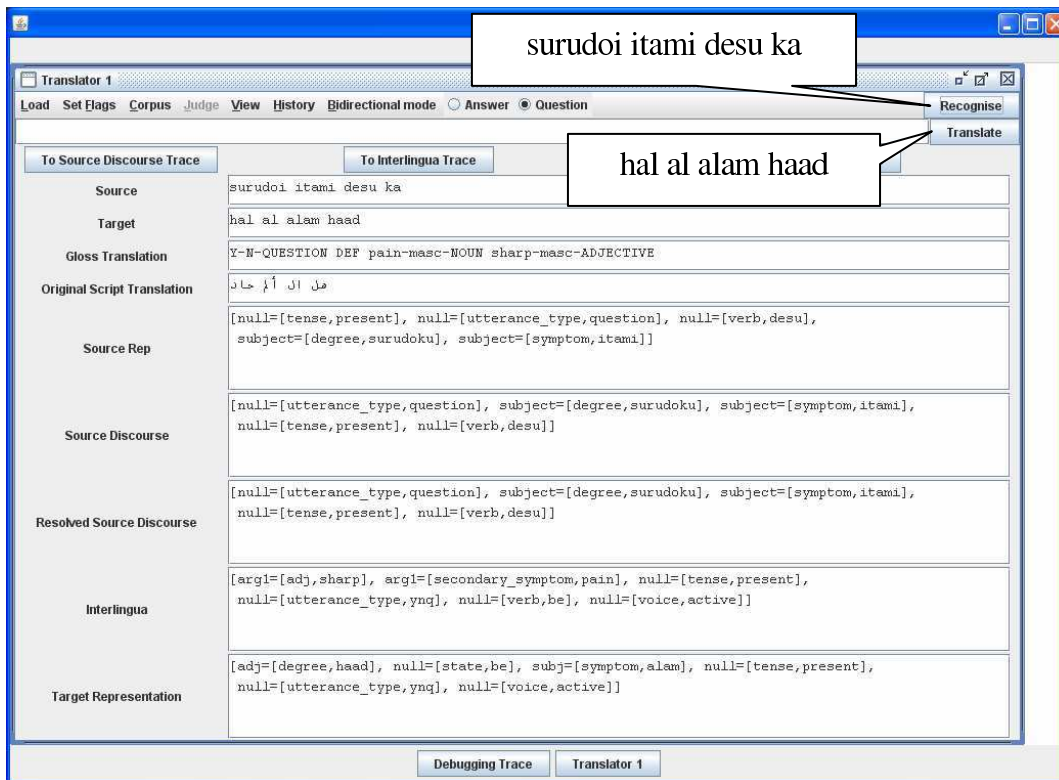 surudoi itami desu ka
Translator 1
Load Set Flags Corpus Judge View History Bidirectional mode Answer Question Recognise
Translate
hal al alam haad
To Source Discourse Trace To Interlingua Trace
Source surudoi itami desu ka
Target hal al alam haad
Gloss Translation Y-N-QUESTION DEF pain-masc-NOUN sharp-masc-ADJECTIVE
Original Script Translation هل ال ألم حاد
Source Rep
[null=[tense,present], null=[utterance_type,question], null=[verb,desu],
subject=[degree,surudoku], subject=[symptom,itami]]
Source Discourse
[null=[utterance_type,question], subject=[degree,surudoku], subject=[symptom,itami],
null=[tense,present], null=[verb,desu]]
Resolved Source Discourse
[null=[utterance_type,question], subject=[degree,surudoku], subject=[symptom,itami],
null=[tense,present], null=[verb,desu]]
Interlingua
[arg1=[adj,sharp], arg1=[secondary_symptom,pain], null=[tense,present],
null=[utterance_type,ynq], null=[verb,be], null=[voice,active]]
Target Representation
[adj=[degree,haad], null=[state,be], subj=[symptom,alam], null=[tense,present],
null=[utterance_type,ynq], null=[voice,active]]
Debugging Trace Translator 1